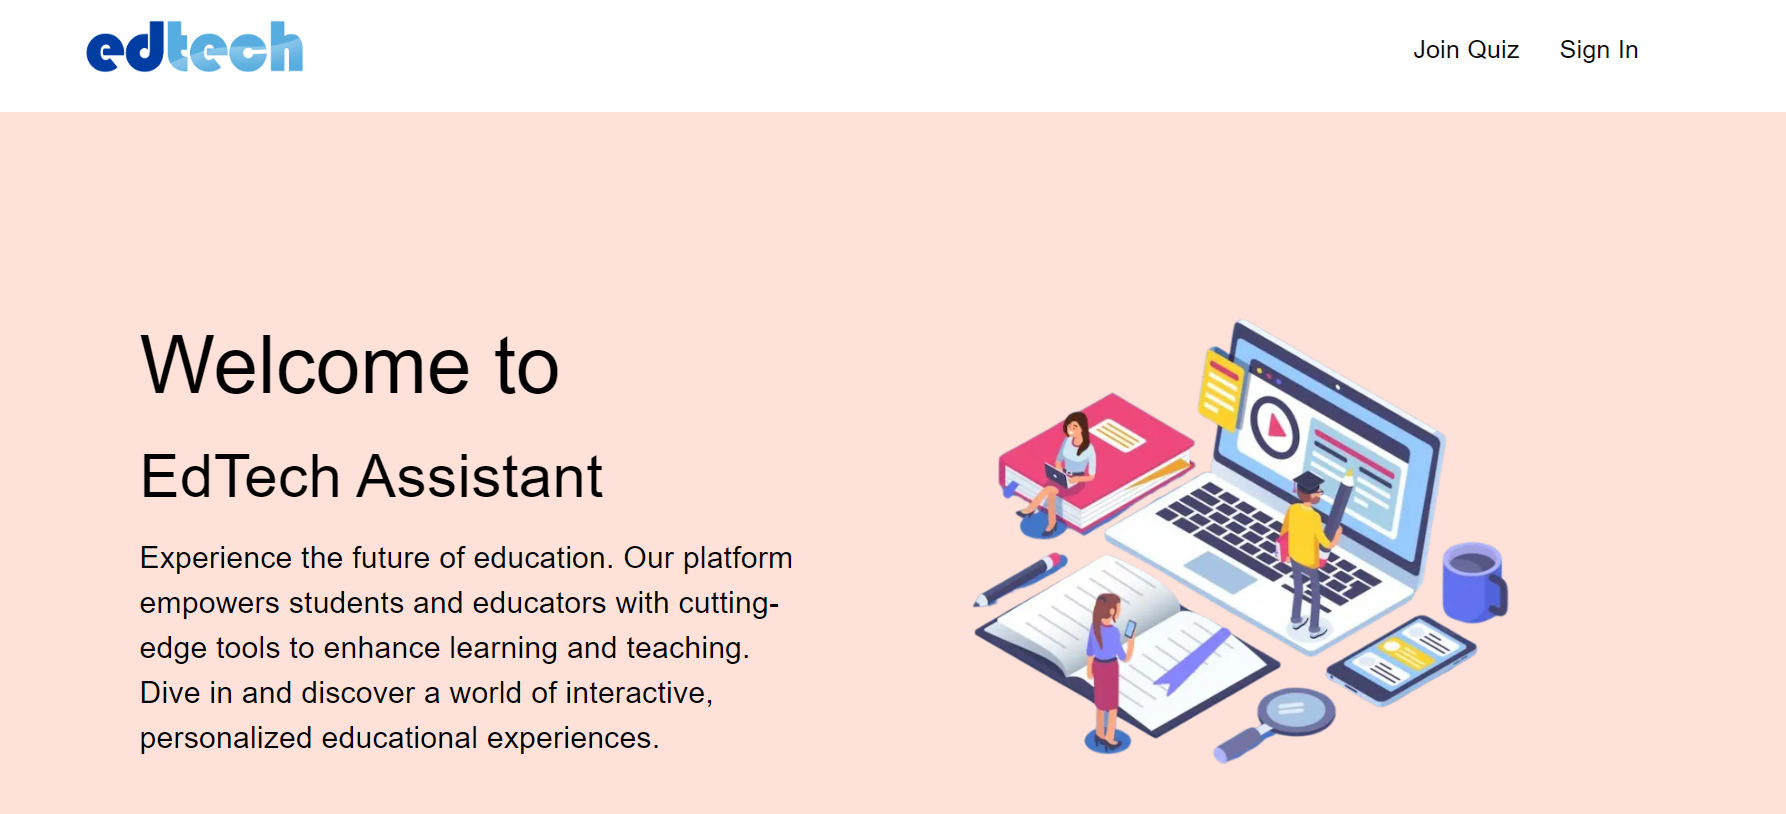 edtech
Join Quiz
Sign In
Welcome to
EdTech Assistant
Experience the future of education. Our platform
empowers students and educators with cutting-
edge tools to enhance learning and teaching.
Dive in and discover a world of interactive,
personalized educational experiences.